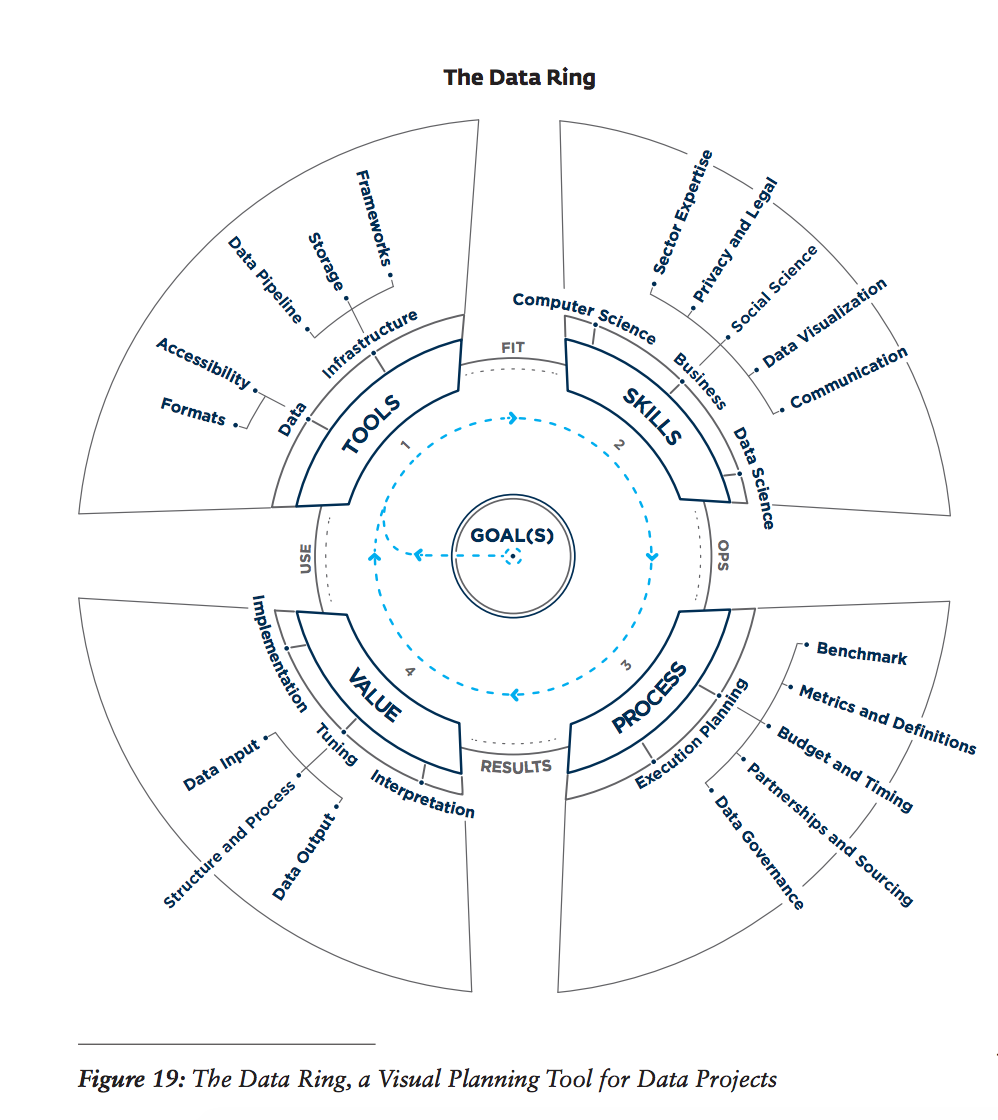 The Data Ring
Frameworks
Storage
Data Pipeline
Infrastructure
Accessibility
Formats
Data
TOOLS
1
FIT
Sector Expertise
Privacy and Legal
Social Science
Data Visualization
Communication
Computer Science
Business
Data Science
SKILLS
2
GOAL(S)
USE
OPS
Implementation
Tuning
Interpretation
Data Input
Structure and Process
Data Output
VALUE
4
RESULTS
PROCESS
3
Execution Planning
Benchmark
Metrics and Definitions
Budget and Timing
Partnerships and Sourcing
Data Governance
Figure 19: The Data Ring, a Visual Planning Tool for Data Projects